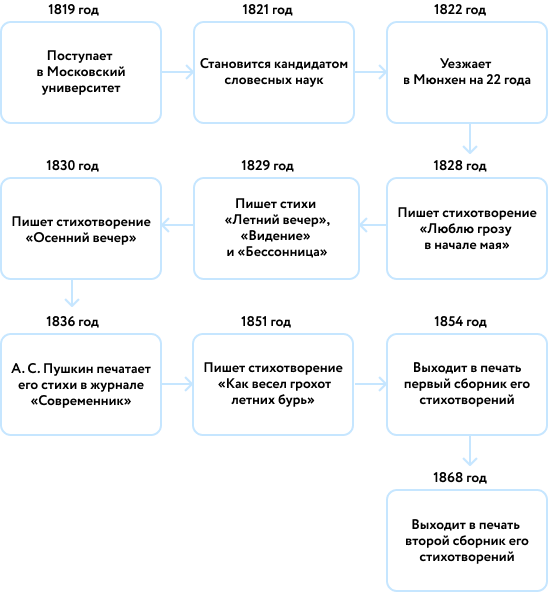 1819 год
Поступает
в Московский
университет
1821 год
Становится кандидатом
словесных наук
1822 год
Уезжает
в Мюнхен на 22 года
1828 год
Пишет стихотворение
«Люблю грозу
в начале мая»
1829 год
Пишет стихи
«Летний вечер»,
«Видение»
и «Бессонница»
1830 год
Пишет стихотворение
«Осенний вечер»
1836 год
А. С. Пушкин печатает
его стихи в журнале
«Современник»
1851 год
Пишет стихотворение
«Как весел грохот
летних бурь»
1854 год
Выходит в печать
первый сборник его
стихотворений
1868 год
Выходит в печать
второй сборник его
стихотворений